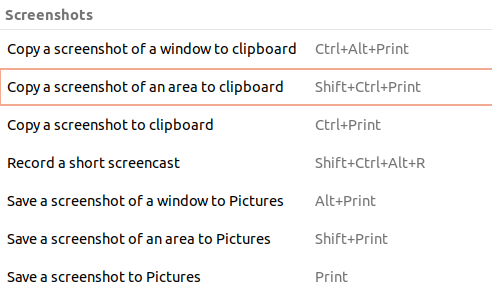 Screenshots
Copy a screenshot of a window to clipboard Ctrl+Alt+Print
Copy a screenshot of an area to clipboard Shift+Ctrl+Print
Copy a screenshot to clipboard Ctrl+Print
Record a short screencast Shift+Ctrl+Alt+R
Save a screenshot of a window to Pictures Alt+Print
Save a screenshot of an area to Pictures Shift+Print
Save a screenshot to Pictures Print